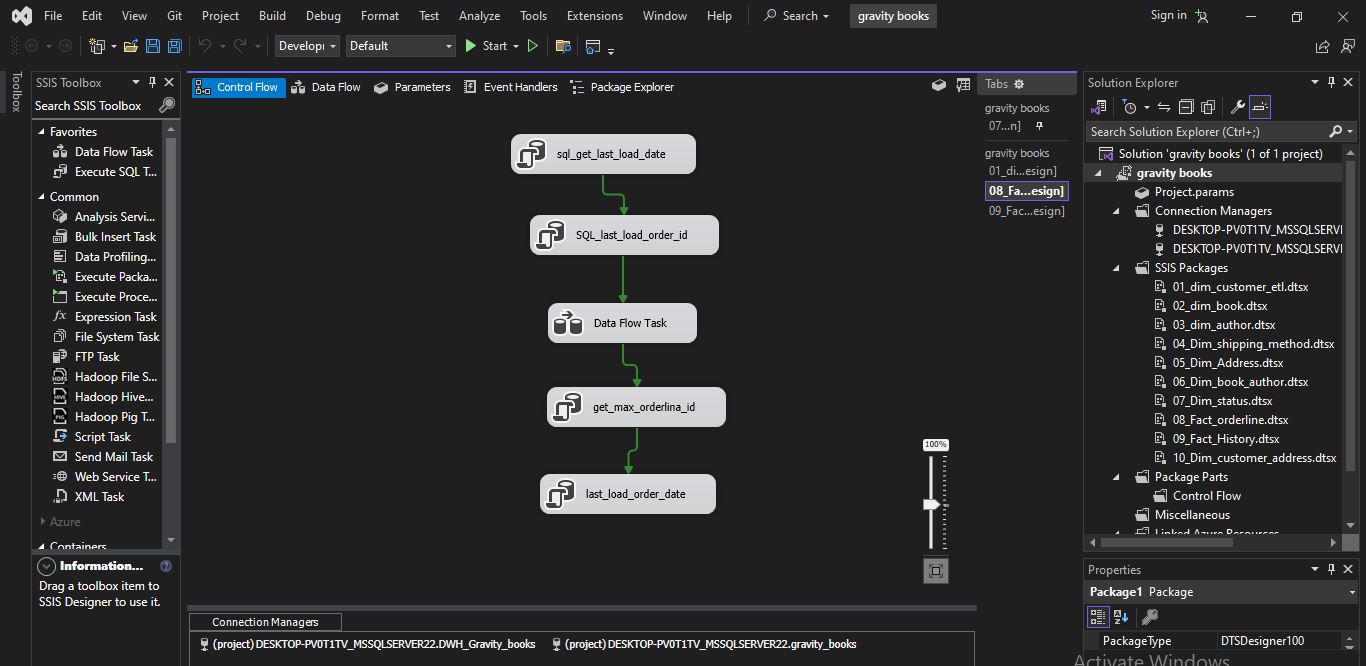 File Edit View Git Project Build Debug Format Test Analyze Tools Extensions Window Help Search gravity books Sign in
Developi Default Start
Toolbox
SSIS Toolbox
Search SSIS Toolbox
Favorites
Data Flow Task
Execute SQL T...
Common
Analysis Servi...
Bulk Insert Task
Data Profiling...
Execute Packa...
Execute Proce...
Expression Task
File System Task
FTP Task
Hadoop File S...
Hadoop Hive...
Hadoop Pig T...
Script Task
Send Mail Task
Web Service T...
XML Task
Azure
Containers
Information...
Drag a toolbox item to
SSIS Designer to use it.
Control Flow Data Flow Parameters Event Handlers Package Explorer
sql_get_last_load_date
SQL_last_load_order_id
Data Flow Task
get_max_orderlina_id
last_load_order_date
100%
Connection Managers
(project) DESKTOP-PV0T1TV_MSSQLSERVER22.DWH_Gravity_books (project) DESKTOP-PV0T1TV_MSSQLSERVER22.gravity_books
Tabs
gravity books
07...n]
gravity books
01_di...esign]
08_Fa...esign]
09_Fac...esign]
Solution Explorer
Search Solution Explorer (Ctrl+;)
Solution 'gravity books' (1 of 1 project)
gravity books
Project.params
Connection Managers
DESKTOP-PV0T1TV_MSSQLSERV
DESKTOP-PV0T1TV_MSSQLSERV
SSIS Packages
01_dim_customer_etl.dtsx
02_dim_book.dtsx
03_dim_author.dtsx
04_Dim_shipping_method.dtsx
05_Dim_Address.dtsx
06_Dim_book_author.dtsx
07_Dim_status.dtsx
08_Fact_orderline.dtsx
09_Fact_History.dtsx
10_Dim_customer_address.dtsx
Package Parts
Control Flow
Miscellaneous
Linked Azure Resources
Properties
Package1 Package
PackageType DTSDesigner100
Activate Windows